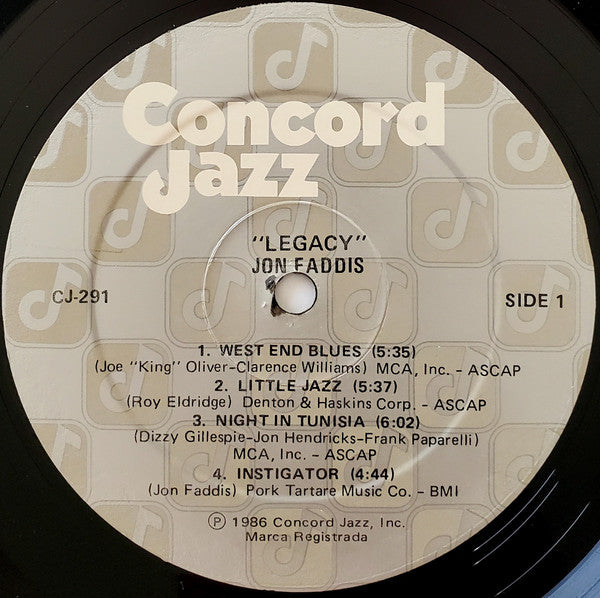 Concord
Jazz
"LEGACY"
JON FADDIS
CJ-291
SIDE 1
1. WEST END BLUES (5:35)
(Joe "King" Oliver-Clarence Williams) MCA, Inc. - ASCAP
2. LITTLE JAZZ (5:37)
(Roy Eldridge) Denton & Haskins Corp. - ASCAP
3. NIGHT IN TUNISIA (6:02)
(Dizzy Gillespie-Jon Hendricks-Frank Paparelli)
MCA, Inc. - ASCAP
4. INSTIGATOR (4:44)
(Jon Faddis) Pork Tartare Music Co. - BMI
Ⓟ 1986 Concord Jazz, Inc.
Marca Registrada